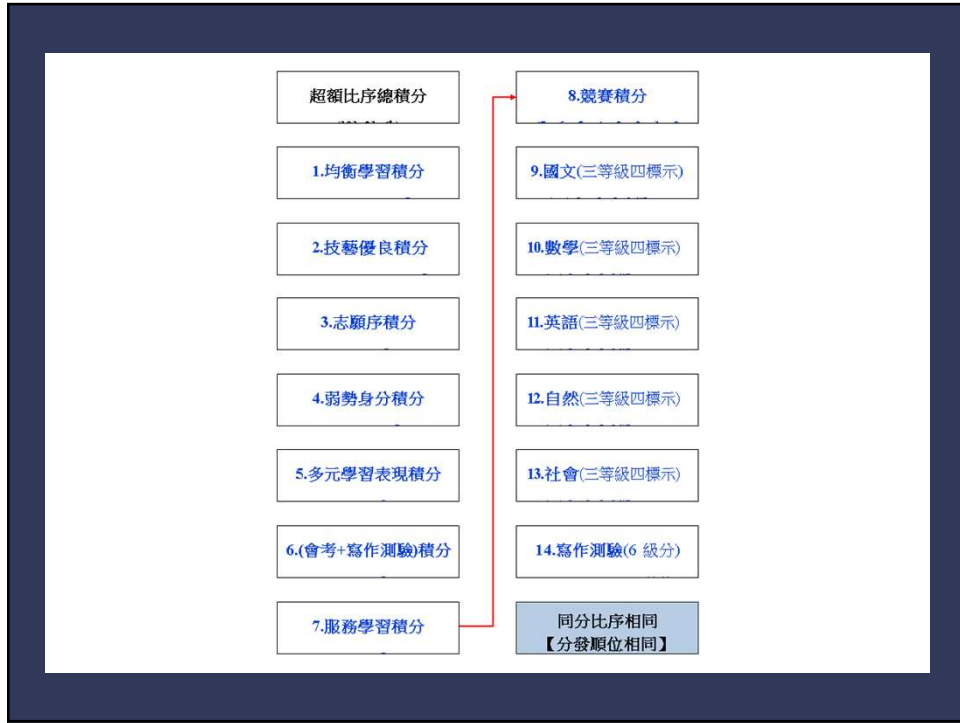 超額比序總積分
1.均衡學習積分
2.技藝優良積分
3.志願序積分
4.弱勢身分積分
5.多元學習表現積分
6.(會考+寫作測驗)積分
7.服務學習積分
8.競賽積分
9.國文(三等級四標示)
10.數學(三等級四標示)
11.英語(三等級四標示)
12.自然(三等級四標示)
13.社會(三等級四標示)
14.寫作測驗(6 級分)
同分比序相同
【分發順位相同】